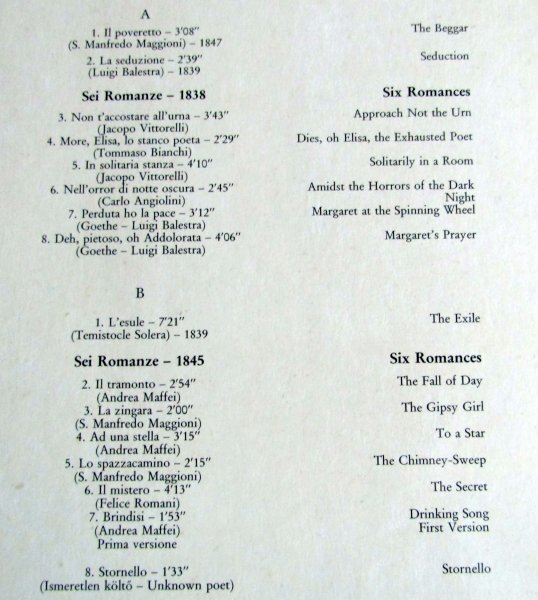 A
1. Il poveretto – 3'08" The Beggar
(S. Manfredo Maggioni) – 1847
2. La seduzione – 2'39" Seduction
(Luigi Balestra) – 1839
Sei Romanze – 1838 Six Romances
3. Non t'accostare all'urna – 3'43" Approach Not the Urn
(Jacopo Vittorelli)
4. More, Elisa, lo stanco poeta – 2'29" Dies, oh Elisa, the Exhausted Poet
(Tommaso Bianchi)
5. In solitaria stanza – 4'10" Solitarily in a Room
(Jacopo Vittorelli)
6. Nell'orror di notte oscura – 2'45" Amidst the Horrors of the Dark
(Carlo Angiolini) Night
7. Perduta ho la pace – 3'12" Margaret at the Spinning Wheel
(Goethe – Luigi Balestra)
8. Deh, pietoso, oh Addolorata – 4'06" Margaret's Prayer
(Goethe – Luigi Balestra)
B
1. L'esule – 7'21" The Exile
(Temistocle Solera) – 1839
Sei Romanze – 1845 Six Romances
2. Il tramonto – 2'54" The Fall of Day
(Andrea Maffei)
3. La zingara – 2'00" The Gipsy Girl
(S. Manfredo Maggioni)
4. Ad una stella – 3'15" To a Star
(Andrea Maffei)
5. Lo spazzacamino – 2'15" The Chimney-Sweep
(S. Manfredo Maggioni)
6. Il mistero – 4'13" The Secret
(Felice Romani)
7. Brindisi – 1'53" Drinking Song
(Andrea Maffei) First Version
Prima versione
8. Stornello – 1'33" Stornello
(Ismeretlen költő – Unknown poet)